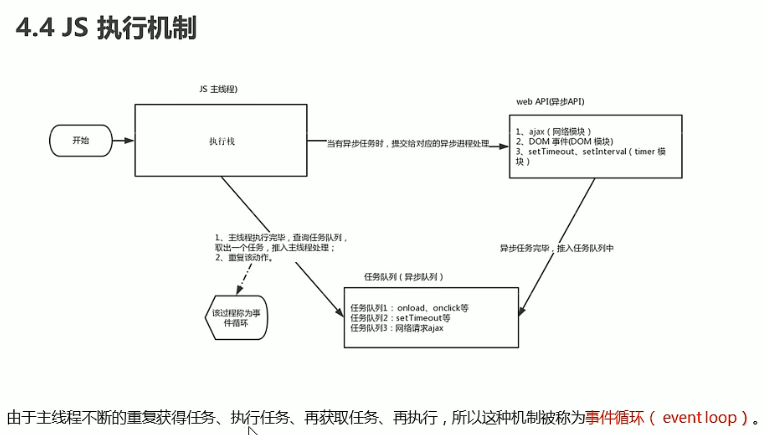 4.4 JS 执行机制
JS 主线程)
web API(异步API)
开始
执行栈
当有异步任务时，提交给对应的异步进程处理
1、ajax（网络模块）
2、DOM 事件(DOM 模块)
3、setTimeout、setInterval（timer 模
块）
1、主线程执行完毕，查询任务队列，
取出一个任务，推入主线程处理；
2、重复该动作。
异步任务完毕，推入任务队列中
任务队列（异步队列）
该过程称为事
件循环
任务队列1 ：onload、onclick等
任务队列2：setTimeout等
任务队列3：网络请求ajax
由于主线程不断的重复获得任务、执行任务、再获取任务、再执行，所以这种机制被称为事件循环（ event loop）。